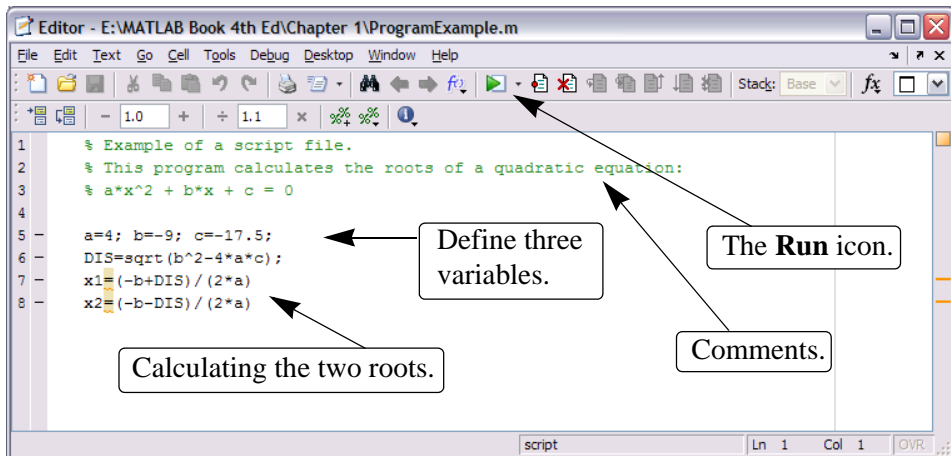 Editor - E:\MATLAB Book 4th Ed\Chapter 1\ProgramExample.m
File Edit Text Go Cell Tools Debug Desktop Window Help
Stack: Base fx
1.0 + ÷ 1.1 ×
1 % Example of a script file.
2 % This program calculates the roots of a quadratic equation:
3 % a*x^2 + b*x + c = 0
4
5 – a=4; b=-9; c=-17.5;
6 – DIS=sqrt(b^2-4*a*c);
7 – x1=(-b+DIS)/(2*a)
8 – x2=(-b-DIS)/(2*a)
Define three
variables.
The Run icon.
Calculating the two roots.
Comments.
script Ln 1 Col 1 OVR